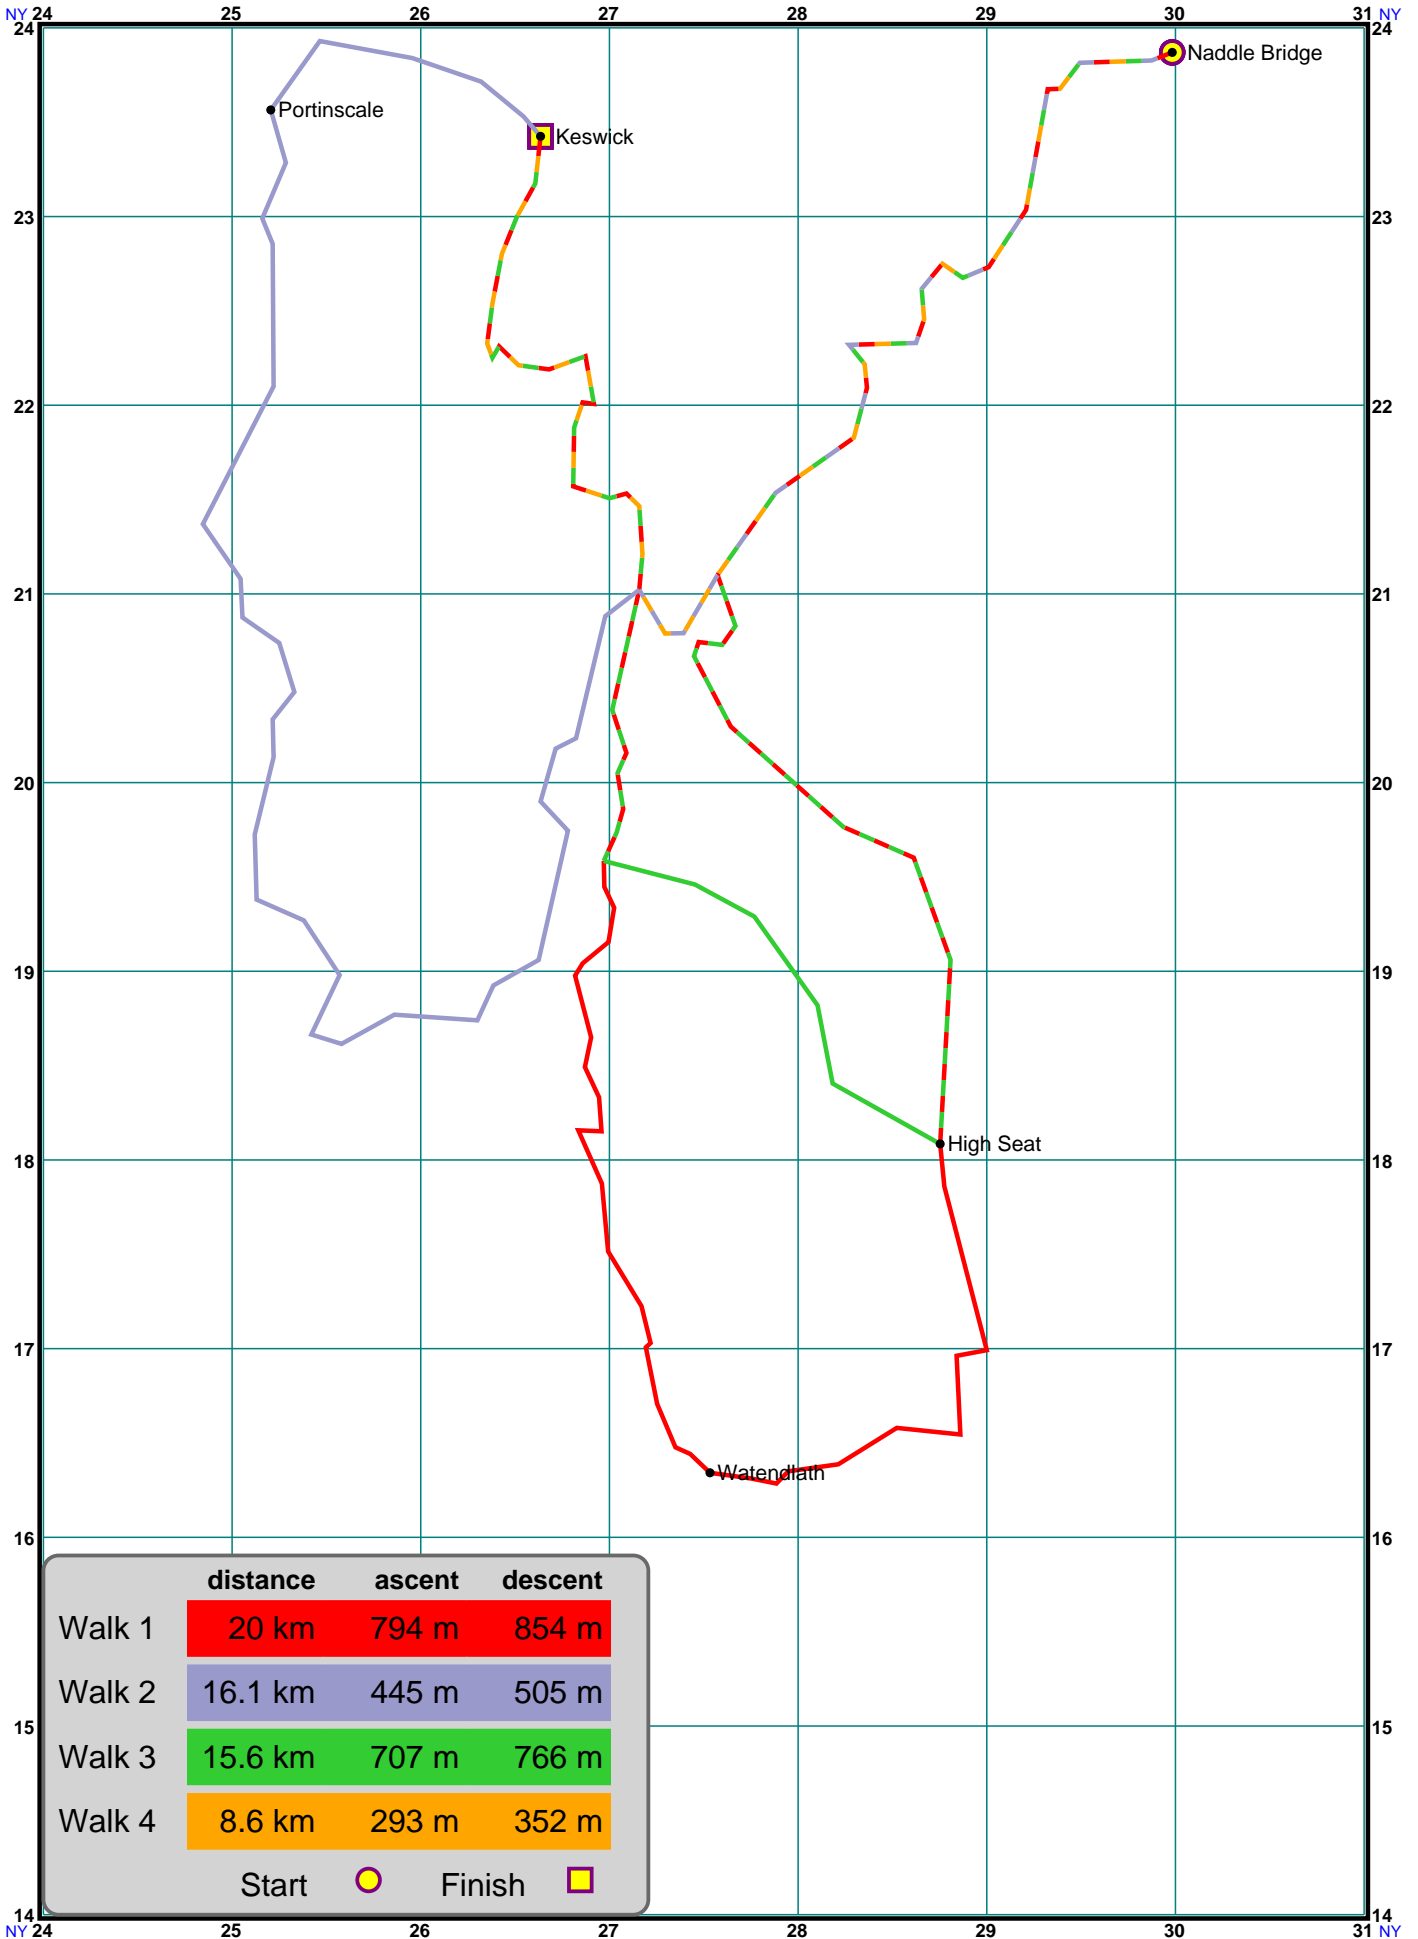 NY 24 25 26 27 28 29 30 31 NY
24 24
Naddle Bridge
Portinscale
Keswick
23 23
22 22
21 21
20 20
19 19
High Seat
18 18
17 17
Watendlath
16 16
distance ascent descent
Walk 1 20 km 794 m 854 m
Walk 2 16.1 km 445 m 505 m
15 15
Walk 3 15.6 km 707 m 766 m
Walk 4 8.6 km 293 m 352 m
Start Finish
14 14
NY 24 25 26 27 28 29 30 31 NY